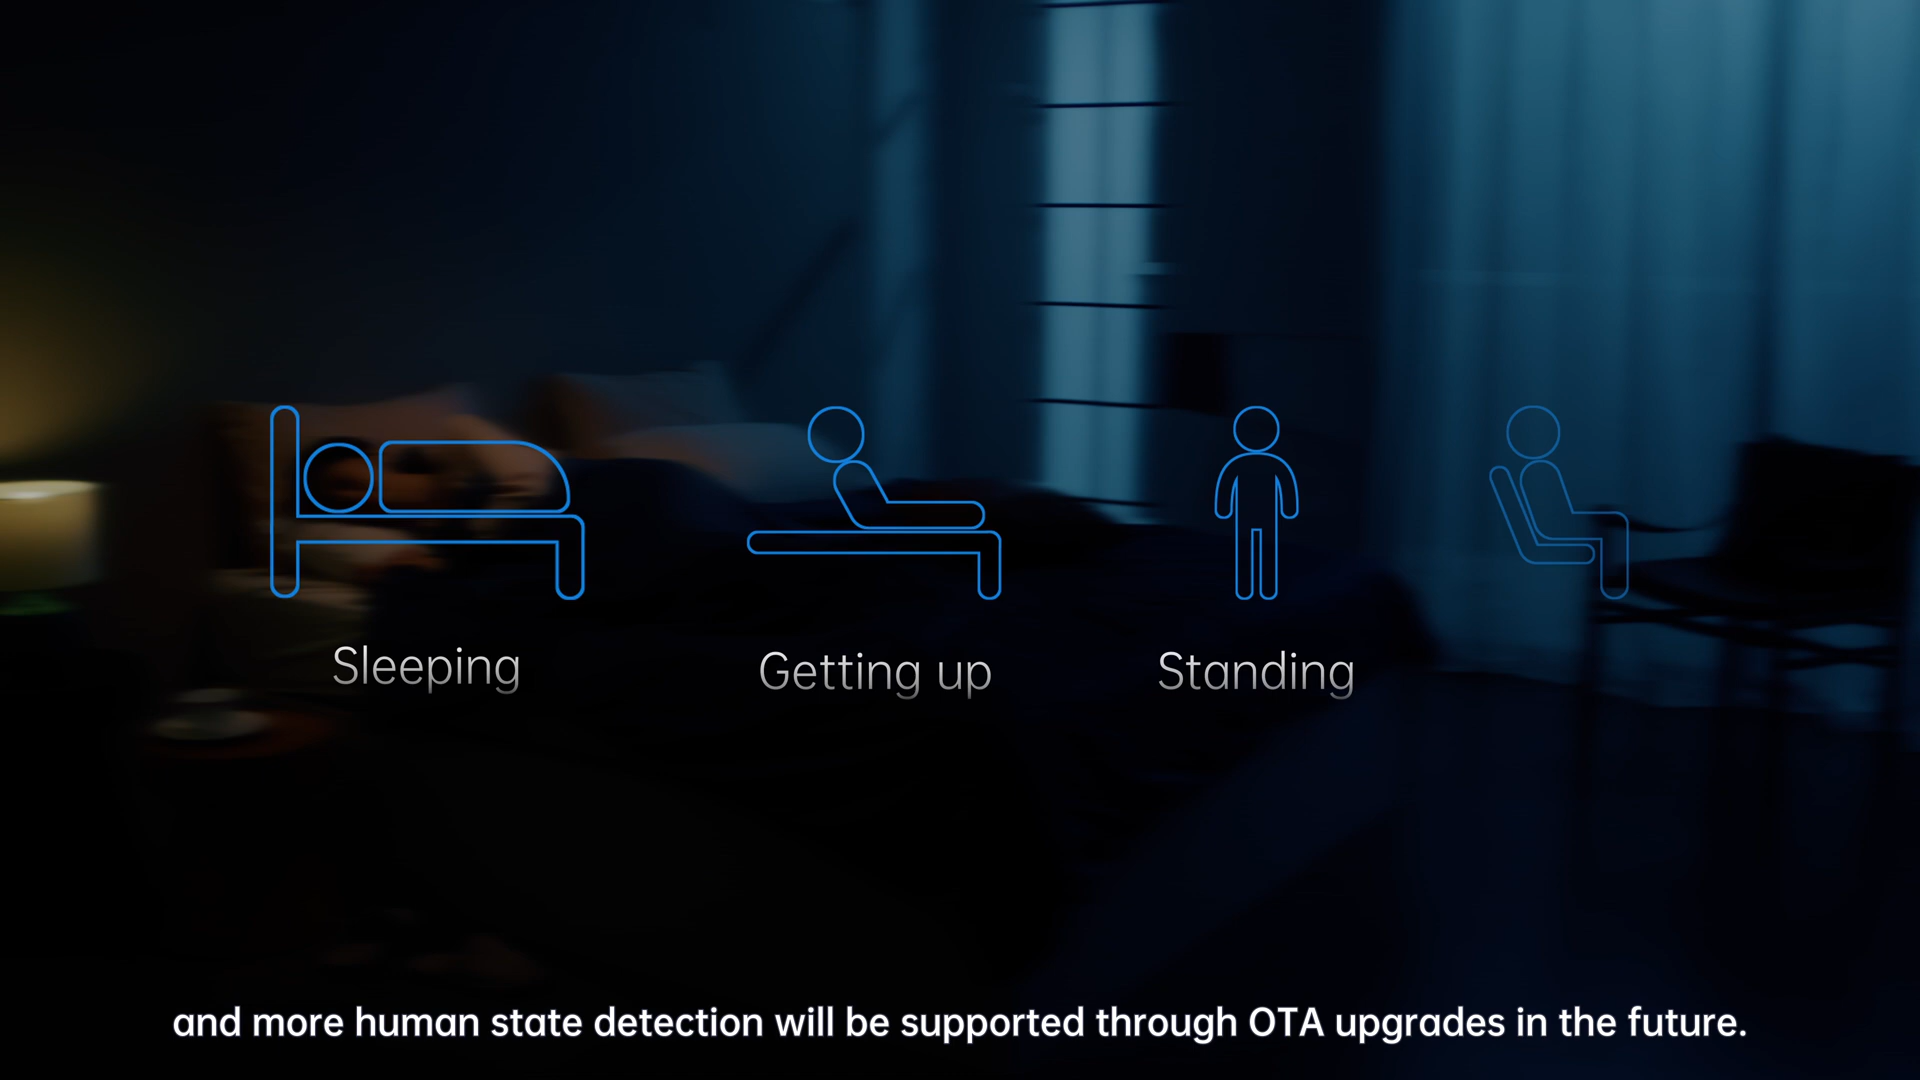 Sleeping
Getting up
Standing
and more human state detection will be supported through OTA upgrades in the future.